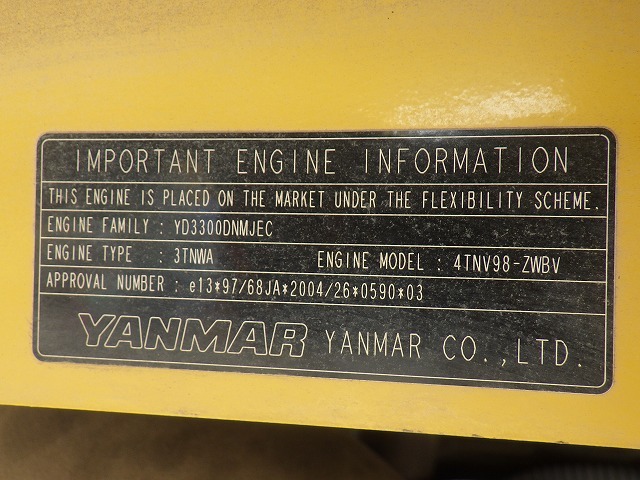 IMPORTANT ENGINE INFORMATION
THIS ENGINE IS PLACED ON THE MARKET UNDER THE FLEXIBILITY SCHEME.
ENGINE FAMILY : YD3300DNMJEC
ENGINE TYPE : 3TNWA ENGINE MODEL : 4TNV98-ZWBV
APPROVAL NUMBER : e13*97/68JA*2004/26*0590*03
YANMAR YANMAR CO.,LTD.